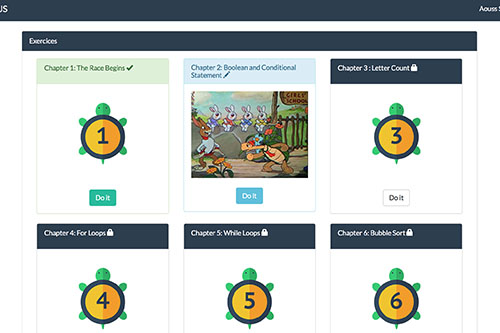 US
Aouss S
Exercices
Chapter 1: The Race Begins
Chapter 2: Boolean and Conditional
Statement
Chapter 3 : Letter Count
GIRLS'
SCHOOL
1
3
Do it
Do it
Do it
Chapter 4: For Loops
Chapter 5: While Loops
Chapter 6: Bubble Sort
4
5
6